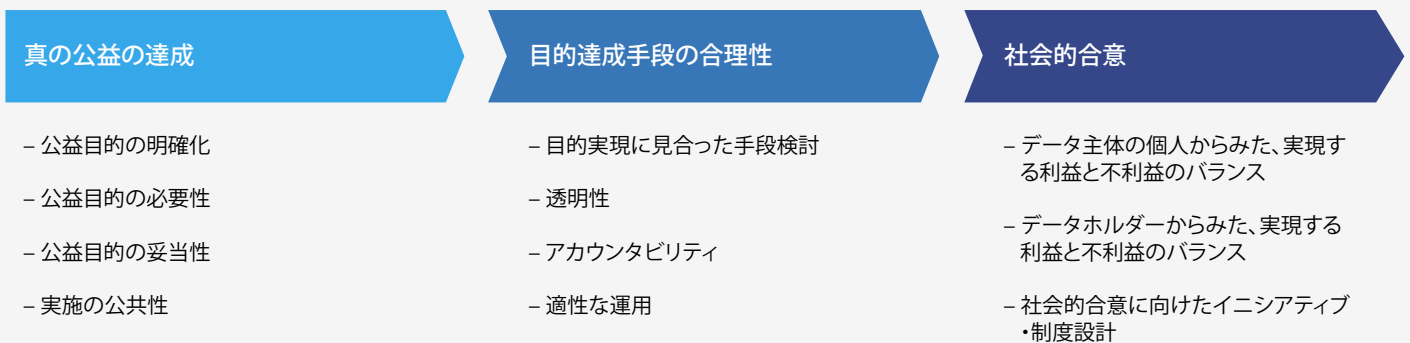 真の公益の達成
– 公益目的の明確化
– 公益目的の必要性
– 公益目的の妥当性
– 実施の公共性
目的達成手段の合理性
– 目的実現に見合った手段検討
– 透明性
– アカウンタビリティ
– 適性な運用
社会的合意
– データ主体の個人からみた、実現す
る利益と不利益のバランス
– データホルダーからみた、実現する
利益と不利益のバランス
– 社会的合意に向けたイニシアティブ
・制度設計